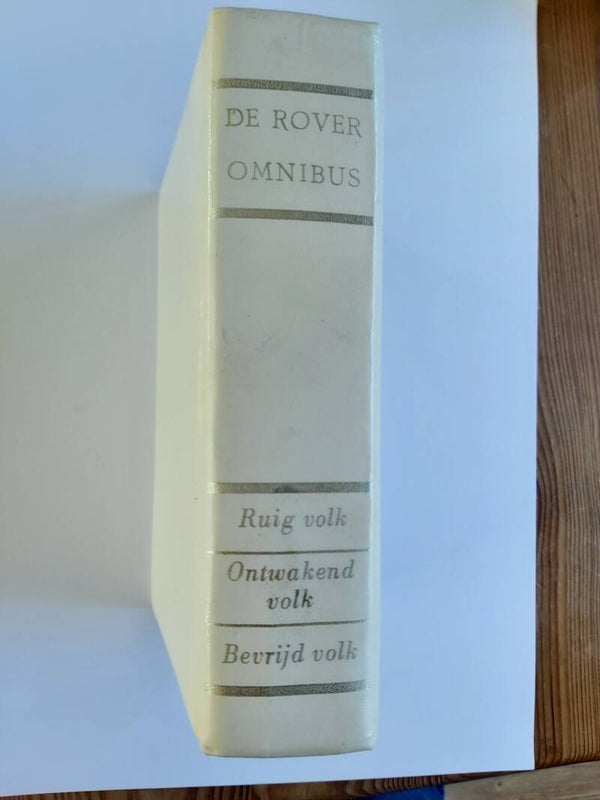 DE ROVER
OMNIBUS
Ruig volk
Ontwakend
volk
Bevrijd volk